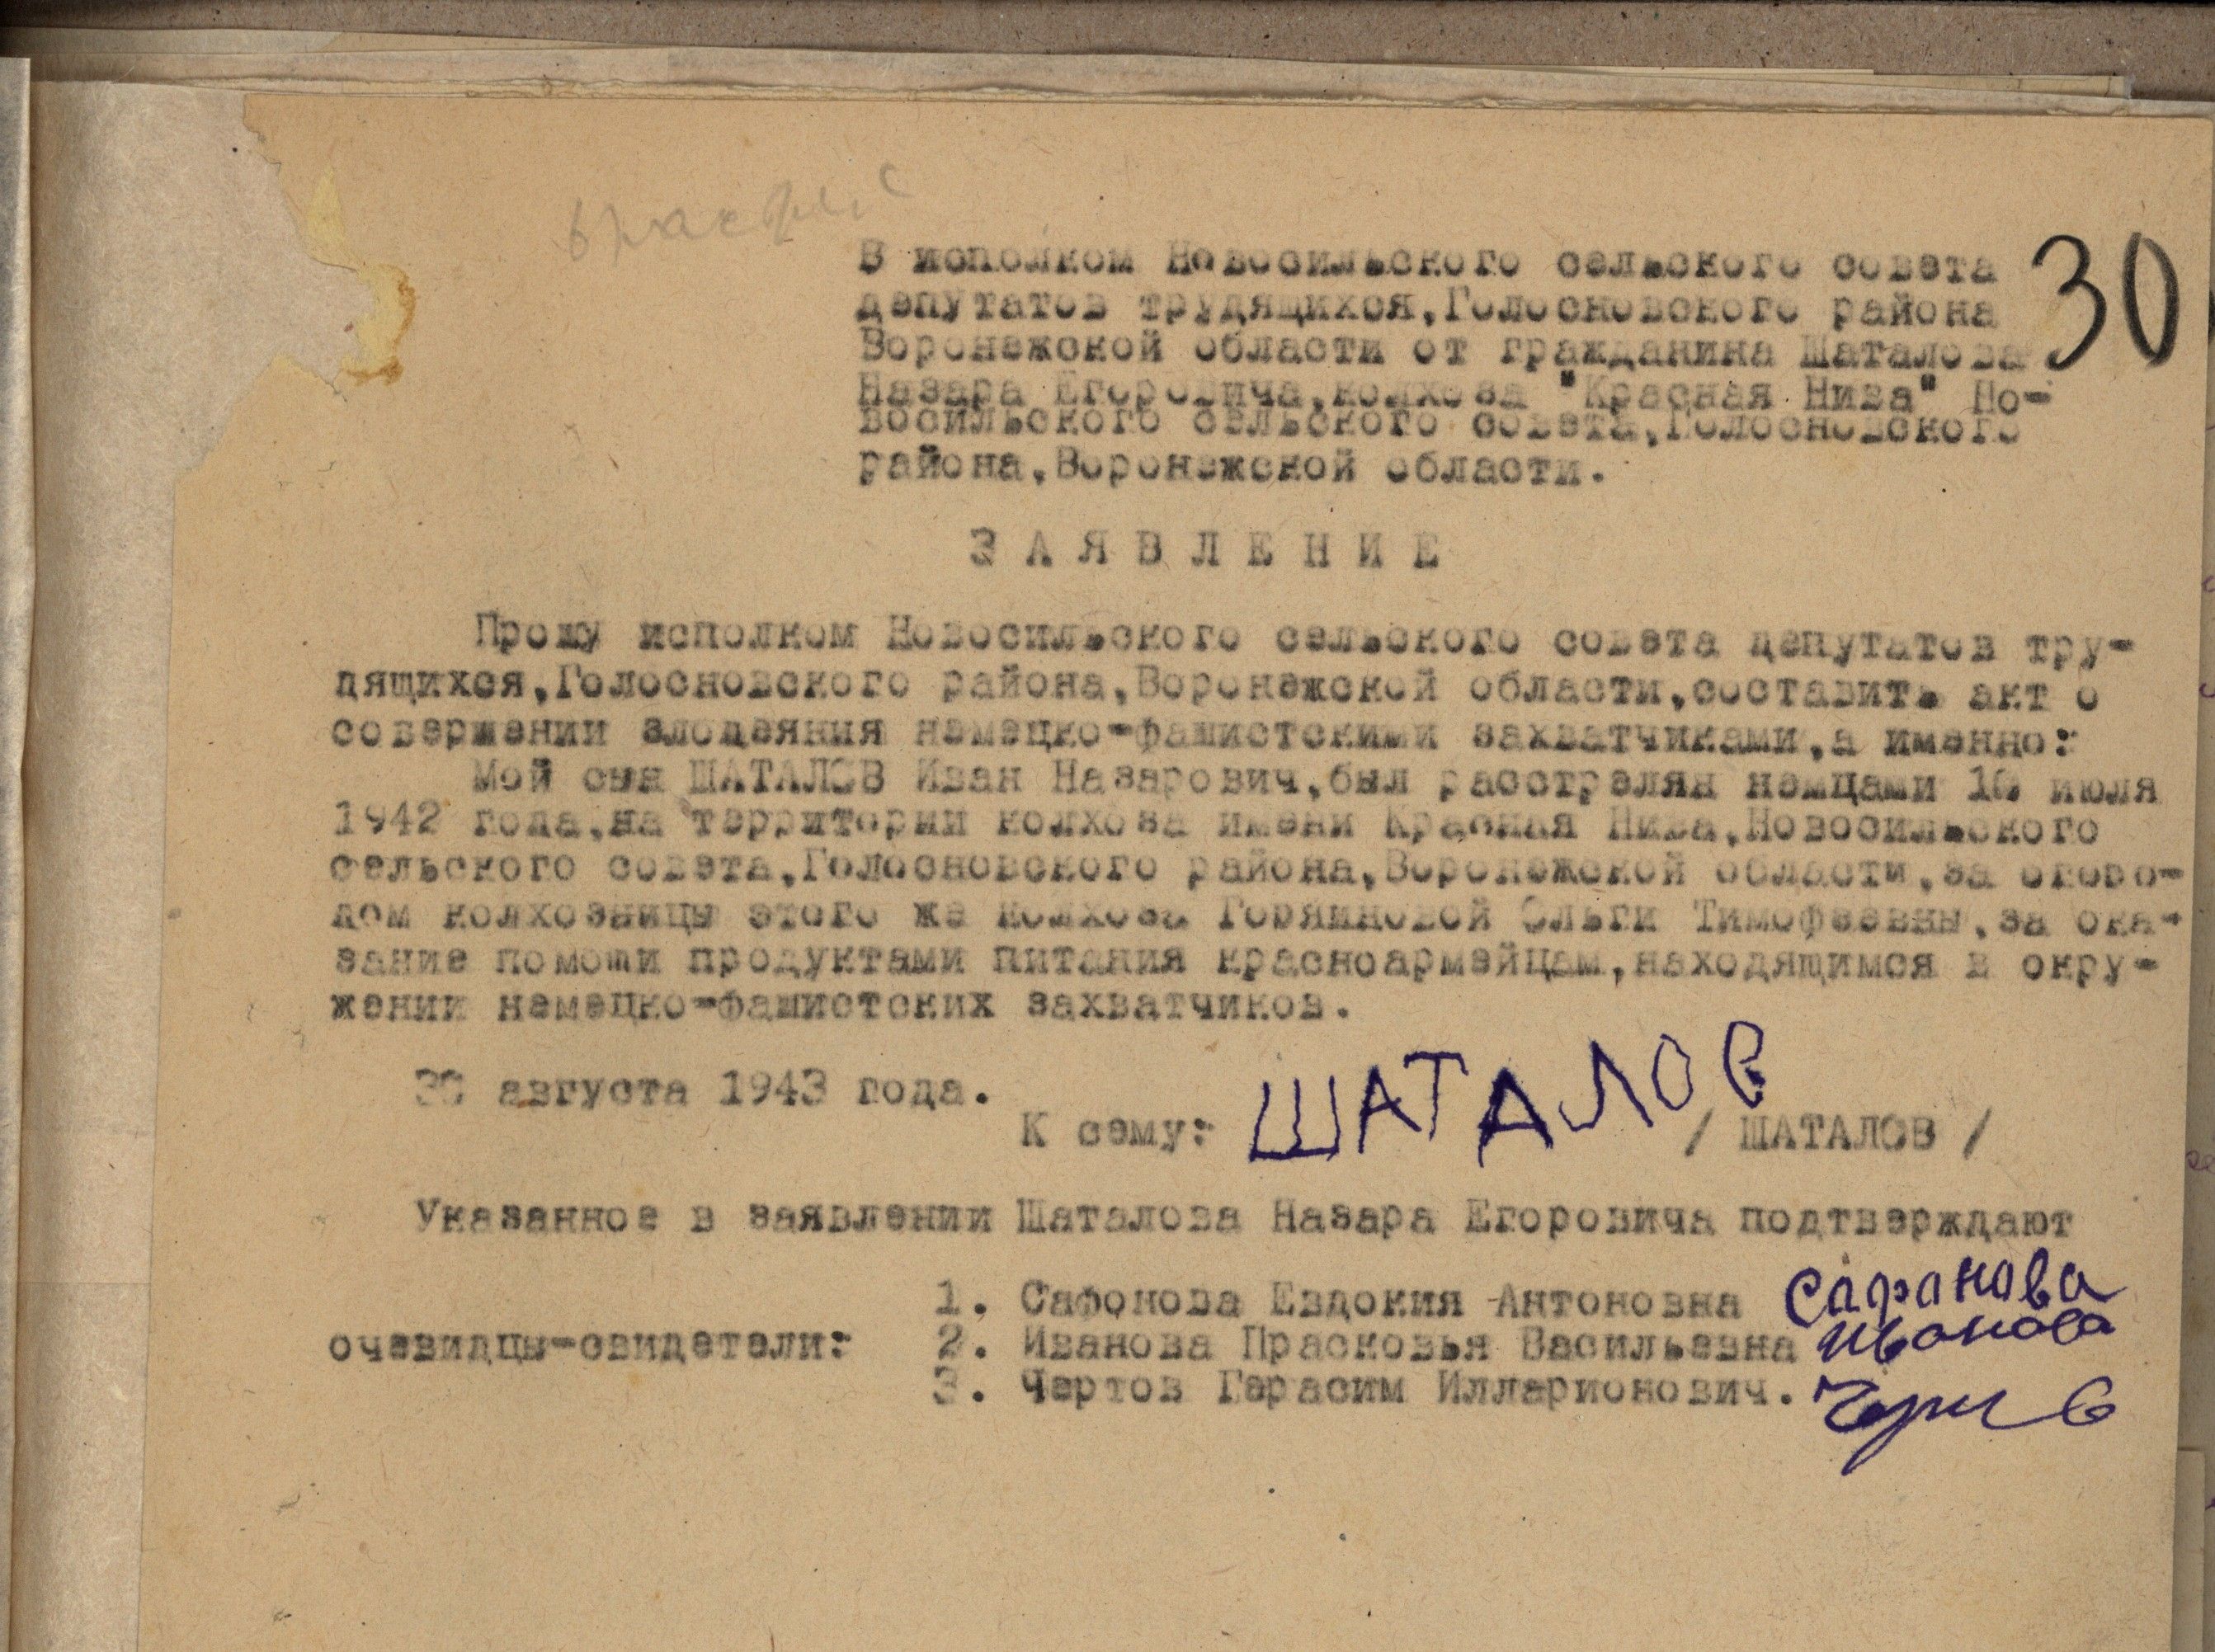 30
В исполком Новосильского сельского совета
депутатов трудящихся,Голосновского района
Воронежской области от гражданина Шаталова
Назара Егоровича,колхоза "Красная Нива" Но-
восильского сельского совета,Голосновского
района,Воронежской области.
ЗАЯВЛЕНИЕ
Прошу исполком Новосильского сельского совета депутатов тру-
дящихся,Голосновского района,Воронежской области,составить акт о
совершении злодеяния немецко-фашистскими захватчиками,а именно:
Мой сын ШАТАЛОВ Иван Назарович,был расстрелян немцами 10 июля
1942 года,на территории колхоза имени Красная Нива,Новосильского
сельского совета,Голосновского района,Воронежской области,за огоро-
дом колхозницы этого же колхоза Горяиновой Ольги Тимофеевны,за ока-
зание помощи продуктами питания красноармейцам,находящимся в окру-
жении немецко-фашистских захватчиков.
30 августа 1943 года.
К сему: ШАТАЛОВ / ШАТАЛОВ /
Указанное в заявлении Шаталова Назара Егоровича подтверждают
1. Сафонова Евдокия Антоновна Сафонова
очевидцы-свидетели: 2. Иванова Прасковья Васильевна Иванова
3. Чертов Герасим Илларионович.